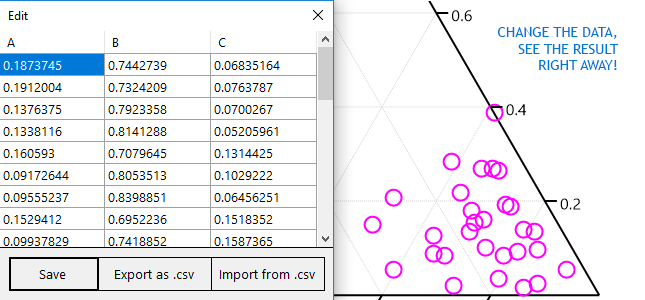 Edit
A B C
0.1873745 0.7442739 0.06835164
0.1912004 0.7324209 0.0763787
0.1376375 0.7923358 0.0700267
0.1338116 0.8141288 0.05205961
0.160593 0.7079645 0.1314425
0.09172644 0.8053513 0.1029222
0.09555237 0.8398851 0.06456251
0.1529412 0.6952236 0.1518352
0.09937829 0.7418852 0.1587365
Save Export as .csv Import from .csv
0.6
CHANGE THE DATA,
SEE THE RESULT
RIGHT AWAY!
0.4
0.2